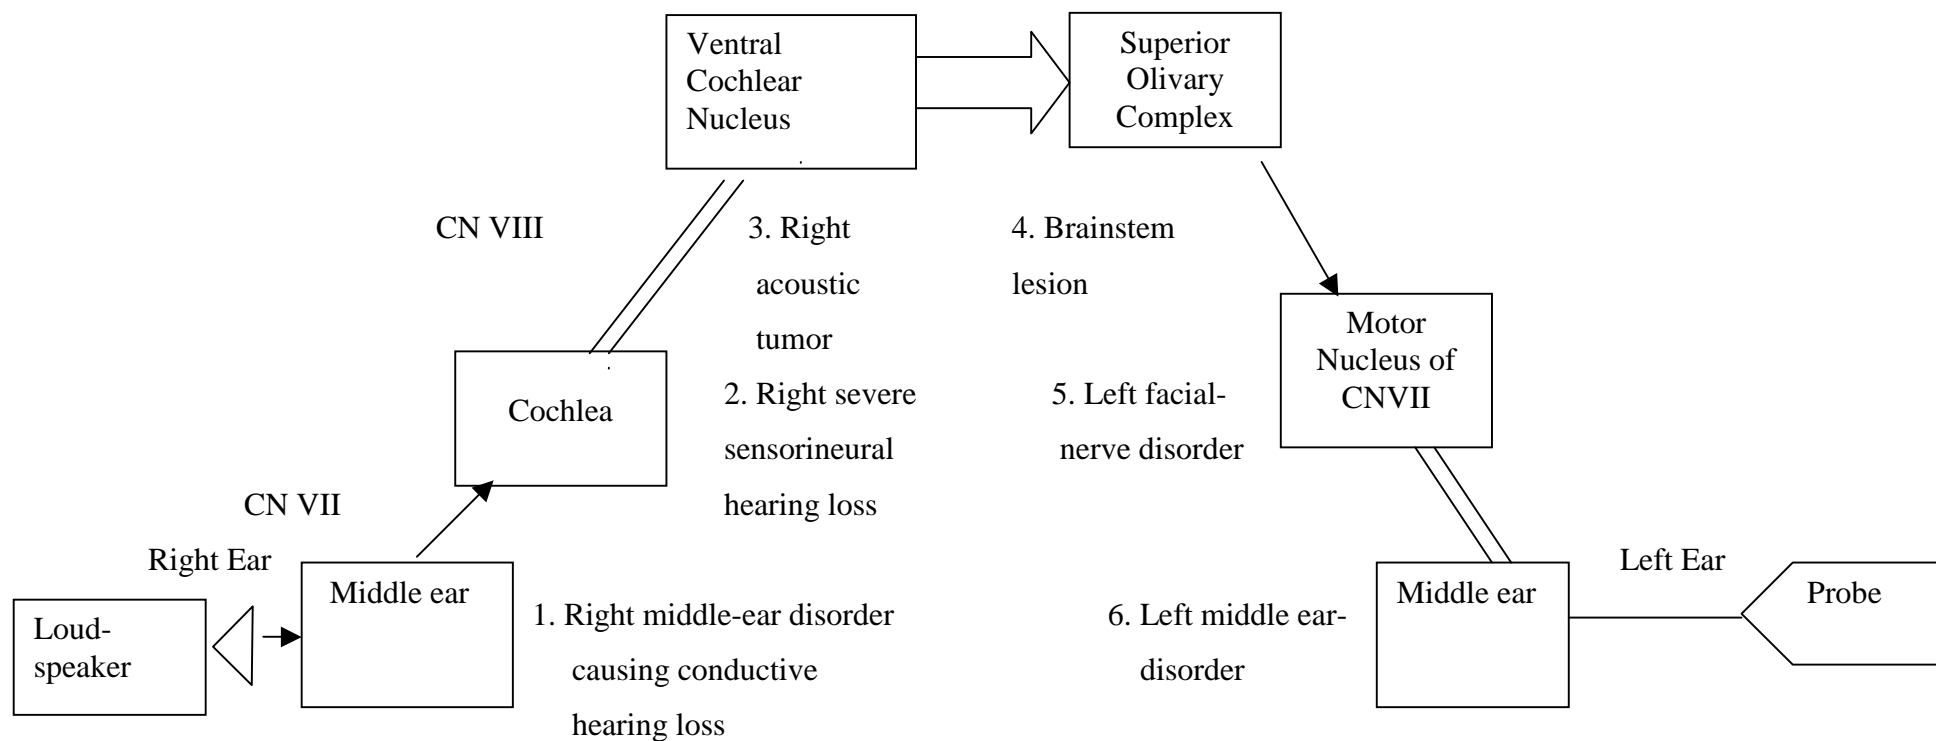 Ventral
Cochlear
Nucleus
Superior
Olivary
Complex
CN VIII
3. Right
acoustic
tumor
4. Brainstem
lesion
Motor
Nucleus of
CNVII
Cochlea
2. Right severe
sensorineural
hearing loss
5. Left facial-
nerve disorder
CN VII
Right Ear
Loud-
speaker
Middle ear
1. Right middle-ear disorder
causing conductive
hearing loss
6. Left middle ear-
disorder
Middle ear
Left Ear
Probe